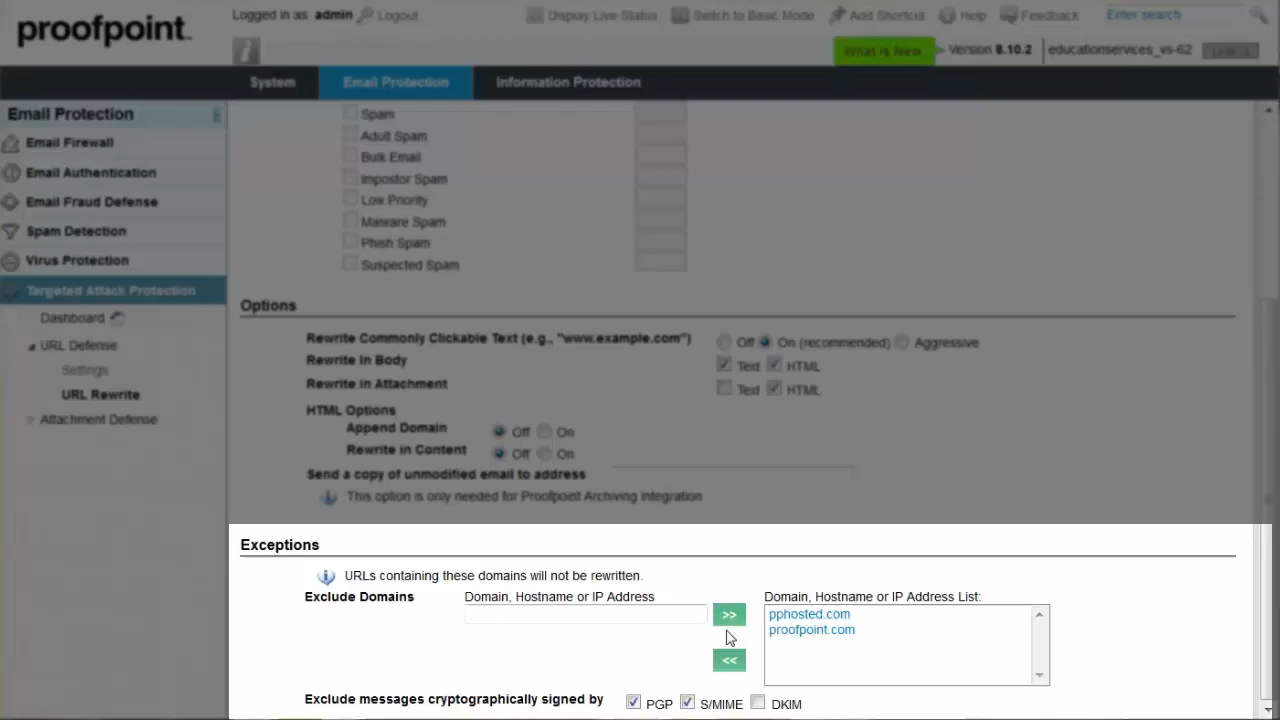 proofpoint.
Logged in as admin Logout
Display Live Status Switch to Basic Mode Add Shortcut Help Feedback Enter search
What is New Version 8.10.2 educationservices_vs-62
System Email Protection Information Protection
Email Protection
Email Firewall
Email Authentication
Email Fraud Defense
Spam Detection
Virus Protection
Targeted Attack Protection
Dashboard
URL Defense
Settings
URL Rewrite
Attachment Defense
Spam
Adult Spam
Bulk Email
Impostor Spam
Low Priority
Malware Spam
Phish Spam
Suspected Spam
Options
Rewrite Commonly Clickable Text (e.g., "www.example.com") Off On (recommended) Aggressive
Rewrite In Body Text HTML
Rewrite in Attachment Text HTML
HTML Options
Append Domain Off On
Rewrite in Content Off On
Send a copy of unmodified email to address
This option is only needed for Proofpoint Archiving integration
Exceptions
URLs containing these domains will not be rewritten.
Exclude Domains Domain, Hostname or IP Address Domain, Hostname or IP Address List:
>> pphosted.com
proofpoint.com
<<
Exclude messages cryptographically signed by PGP S/MIME DKIM